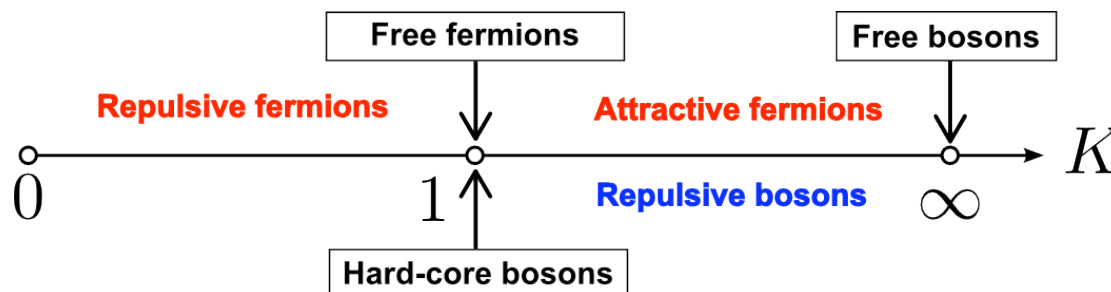 Free fermions
Free bosons
Repulsive fermions
Attractive fermions
K
0
1
Repulsive bosons
∞
Hard-core bosons